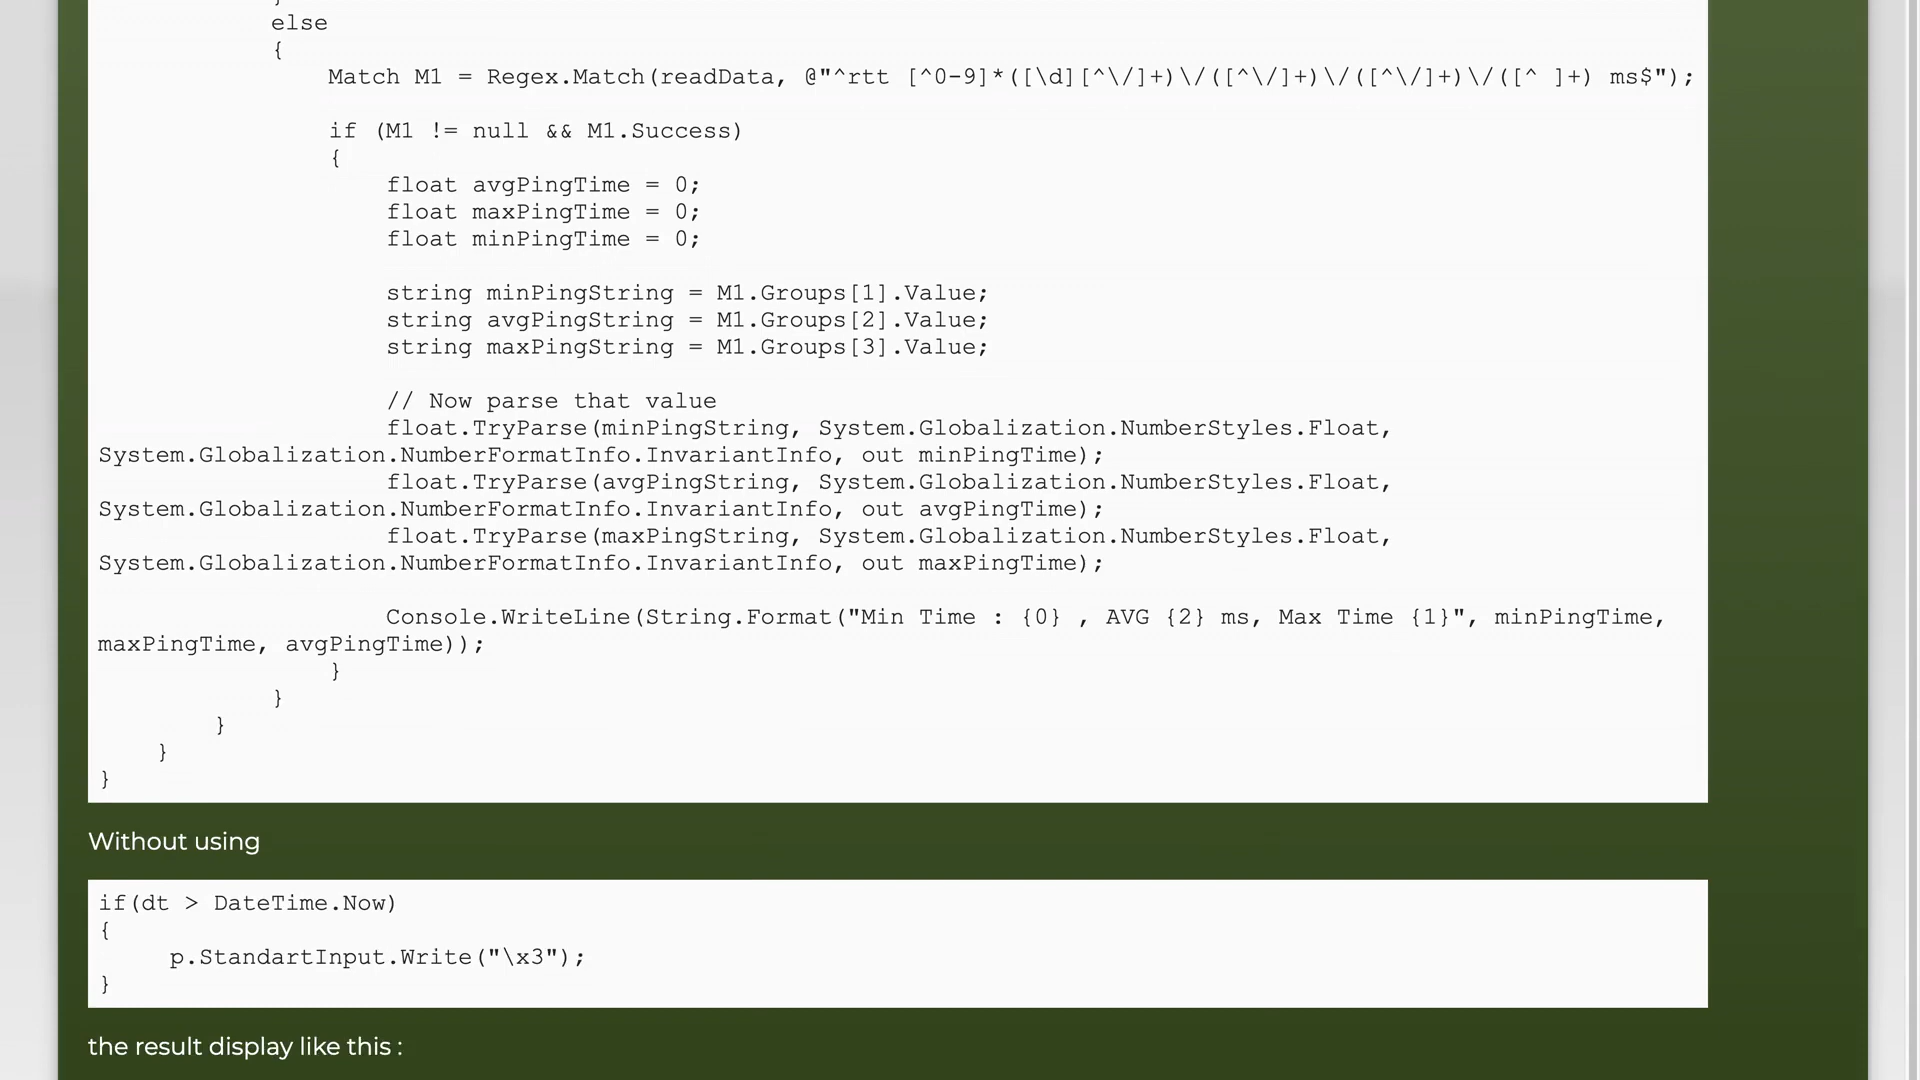 else
{
Match M1 = Regex.Match(readData, @"^rtt [^0-9]*([\d][^\/]+)\/([^\/]+)\/([^\/]+)\/([^ ]+) ms$");
if (M1 != null && M1.Success)
{
float avgPingTime = 0;
float maxPingTime = 0;
float minPingTime = 0;
string minPingString = M1.Groups[1].Value;
string avgPingString = M1.Groups[2].Value;
string maxPingString = M1.Groups[3].Value;
// Now parse that value
float.TryParse(minPingString, System.Globalization.NumberStyles.Float,
System.Globalization.NumberFormatInfo.InvariantInfo, out minPingTime);
float.TryParse(avgPingString, System.Globalization.NumberStyles.Float,
System.Globalization.NumberFormatInfo.InvariantInfo, out avgPingTime);
float.TryParse(maxPingString, System.Globalization.NumberStyles.Float,
System.Globalization.NumberFormatInfo.InvariantInfo, out maxPingTime);
Console.WriteLine(String.Format("Min Time : {0} , AVG {2} ms, Max Time {1}", minPingTime,
maxPingTime, avgPingTime));
}
}
}
}
}
Without using
if(dt > DateTime.Now)
{
p.StandartInput.Write("\x3");
}
the result display like this :